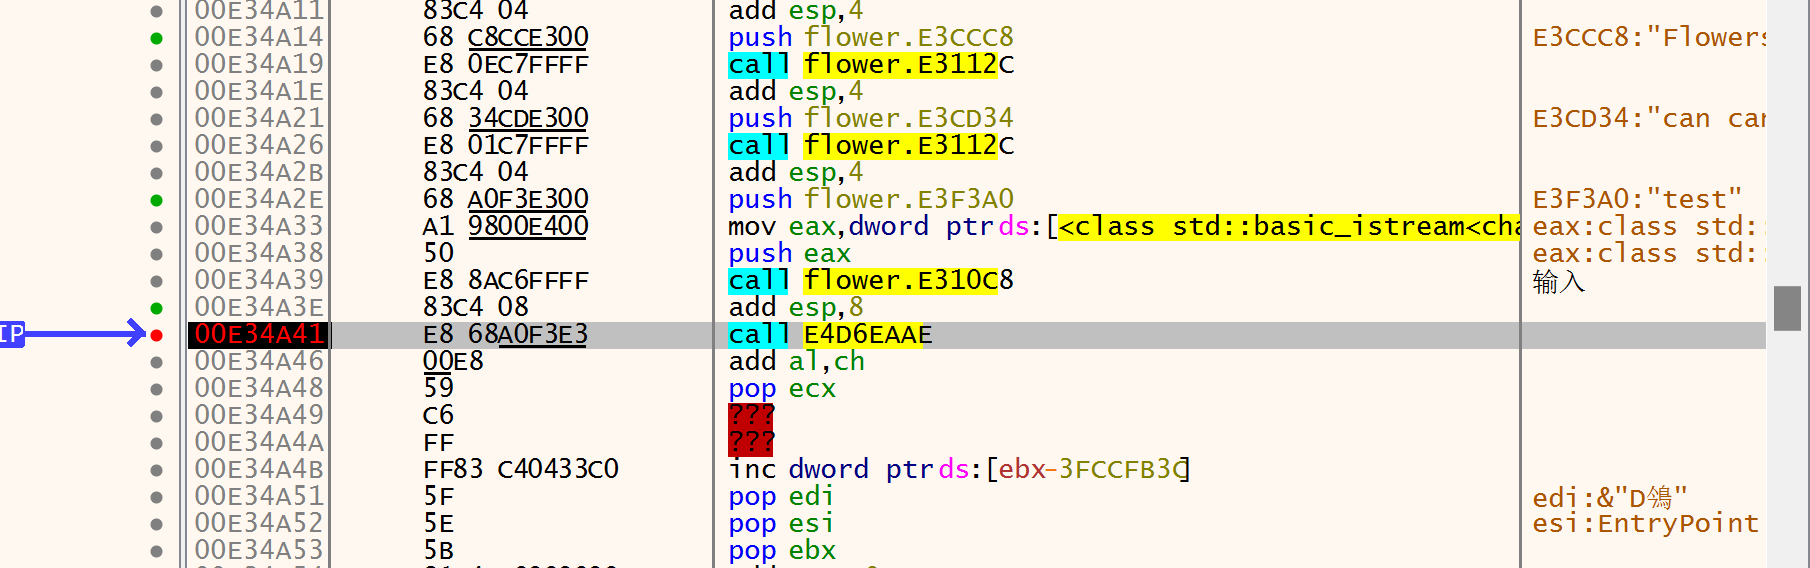 00E34A11 83C4 04 add esp,4
00E34A14 68 C8CCE300 push flower.E3CCC8 E3CCC8:"Flowers
00E34A19 E8 0EC7FFFF call flower.E3112C
00E34A1E 83C4 04 add esp,4
00E34A21 68 34CDE300 push flower.E3CD34 E3CD34:"can car
00E34A26 E8 01C7FFFF call flower.E3112C
00E34A2B 83C4 04 add esp,4
00E34A2E 68 A0F3E300 push flower.E3F3A0 E3F3A0:"test"
00E34A33 A1 9800E400 mov eax,dword ptr ds:[<class std::basic_istream<cha eax:class std:
00E34A38 50 push eax eax:class std:
00E34A39 E8 8AC6FFFF call flower.E310C8 输入
00E34A3E 83C4 08 add esp,8
IP 00E34A41 E8 68A0F3E3 call E4D6EAAE
00E34A46 00E8 add al,ch
00E34A48 59 pop ecx
00E34A49 C6 ???
00E34A4A FF ???
00E34A4B FF83 C40433C0 inc dword ptr ds:[ebx-3FCCFB3C]
00E34A51 5F pop edi edi:&"D鴒"
00E34A52 5E pop esi esi:EntryPoint
00E34A53 5B pop ebx